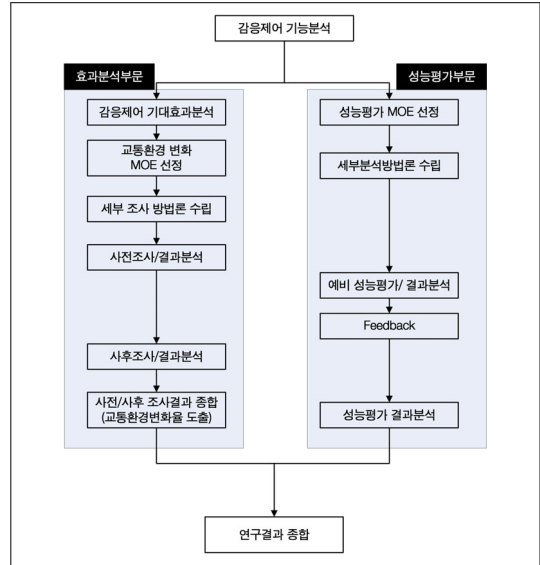 감응제어 기능분석
효과분석부문
감응제어 기대효과분석
교통환경 변화
MOE 선정
세부 조사 방법론 수립
사전조사/결과분석
사후조사/결과분석
사전/사후 조사결과 종합
(교통환경변화율 도출)
성능평가부문
성능평가 MOE 선정
세부분석방법론 수립
예비 성능평가/ 결과분석
Feedback
성능평가 결과분석
연구결과 종합